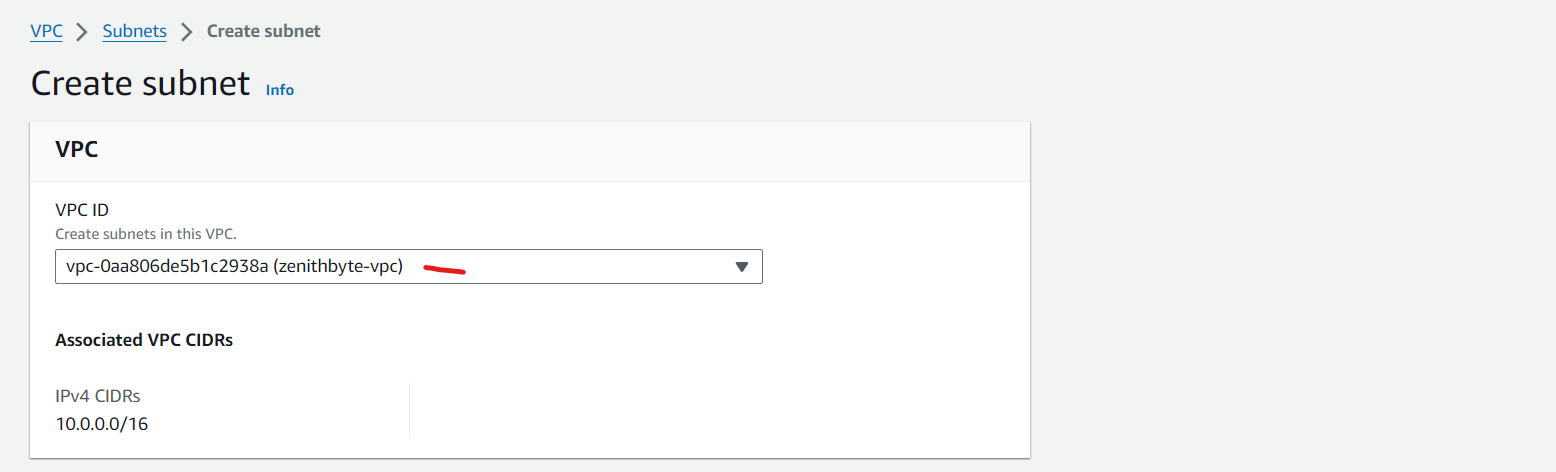 VPC > Subnets > Create subnet
Create subnet Info
VPC
VPC ID
Create subnets in this VPC.
vpc-0aa806de5b1c2938a (zenithbyte-vpc)
Associated VPC CIDRs
IPv4 CIDRs
10.0.0.0/16